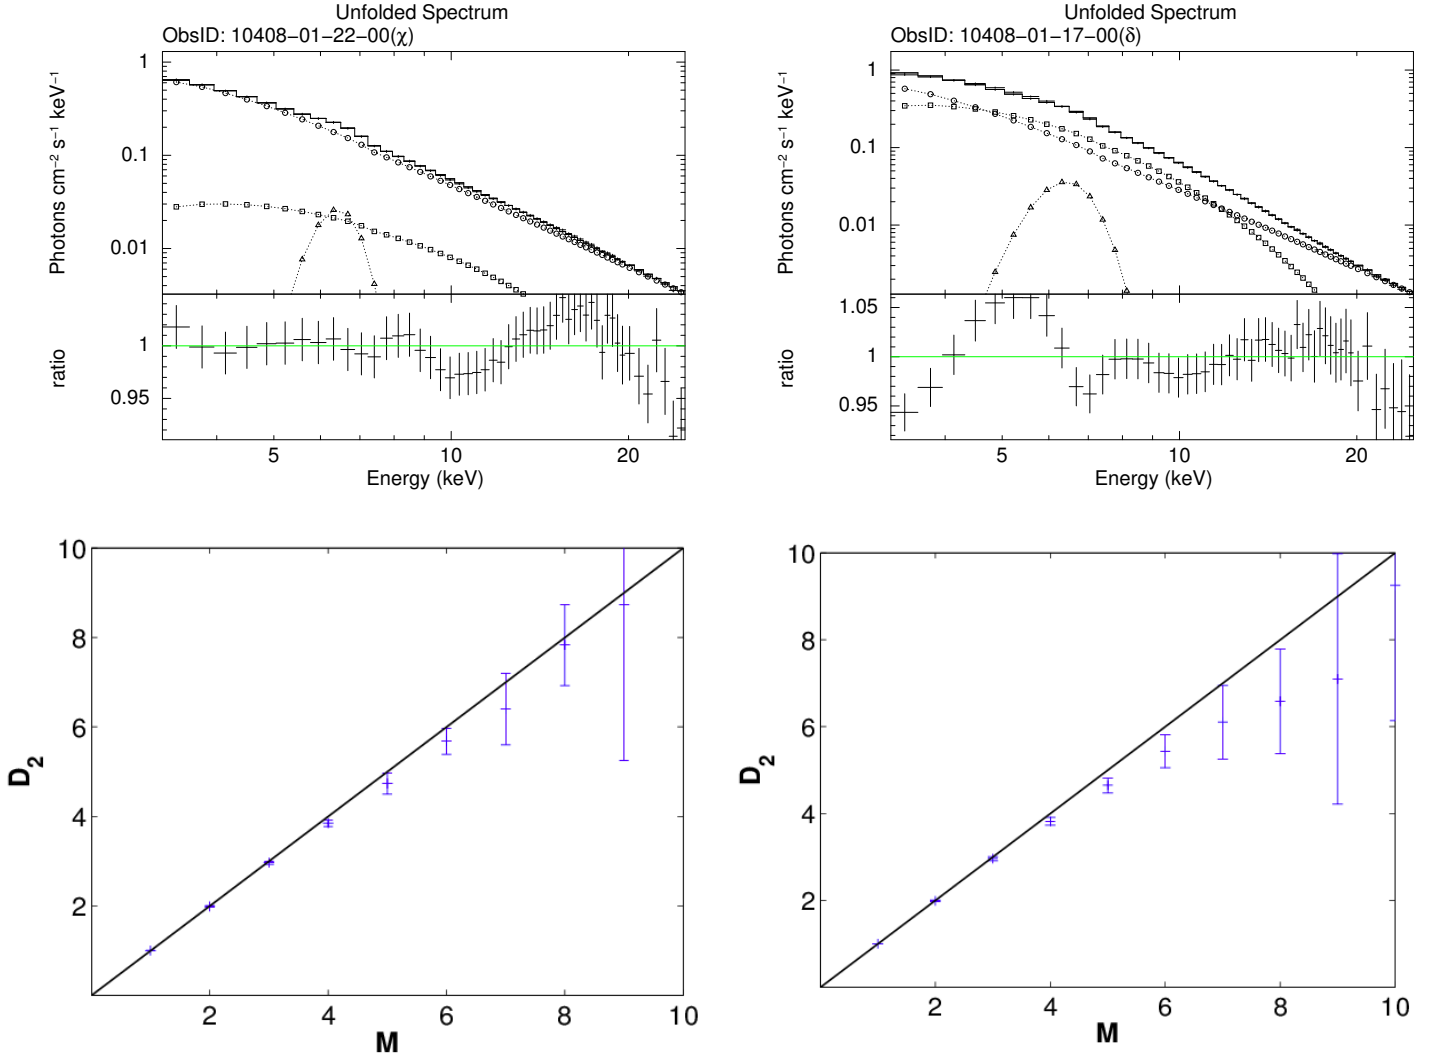 Unfolded Spectrum
ObsID: 10408−01−22−00(χ)
1
0.1
0.01
Photons cm−2 s−1 keV−1
1
0.95
ratio
5 10 20
Energy (keV)
Unfolded Spectrum
ObsID: 10408−01−17−00(δ)
1
0.1
0.01
Photons cm−2 s−1 keV−1
1.05
1
0.95
ratio
5 10 20
Energy (keV)
10
8
6
4
2
D2
2 4 6 8 10
M
10
8
6
4
2
D2
2 4 6 8 10
M